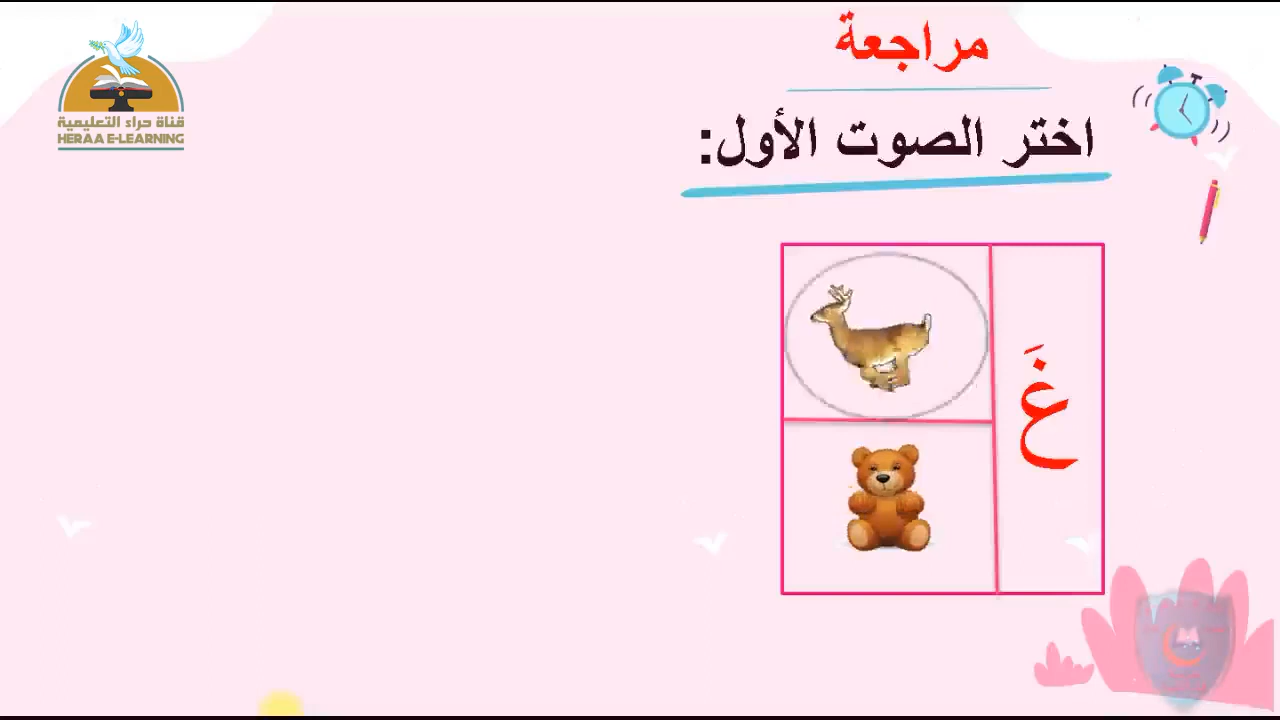 مراجعة
اختر الصوت الأول:
غَ
قناة حراء التعليمية
HERAA E-LEARNING